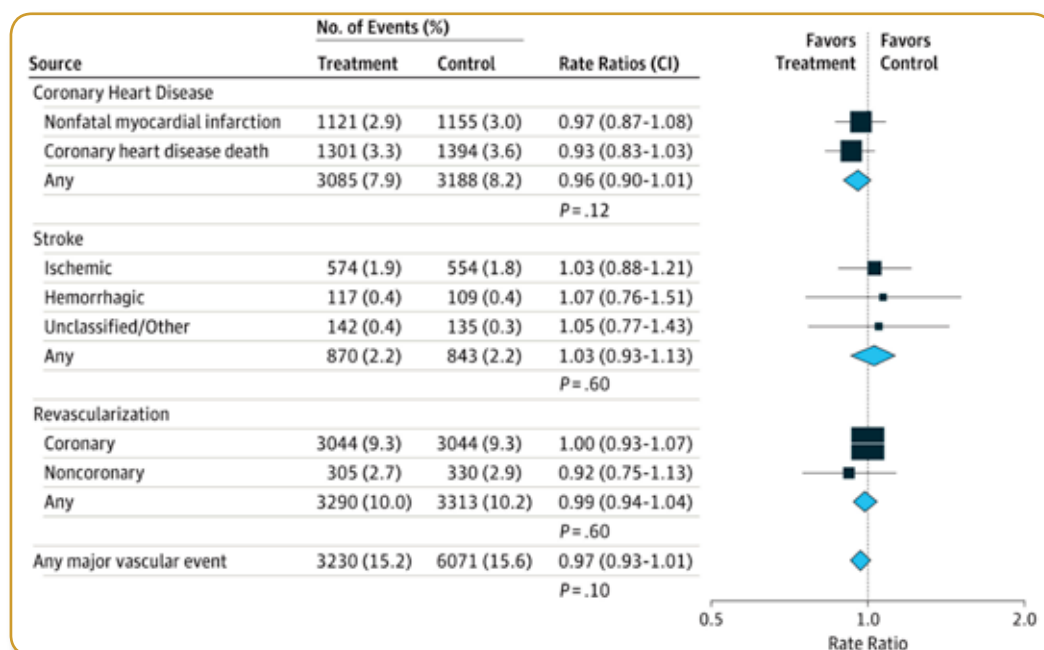 No. of Events (%)
Favors Favors
Source Treatment Control Rate Ratios (CI) Treatment Control
Coronary Heart Disease
Nonfatal myocardial infarction 1121 (2.9) 1155 (3.0) 0.97 (0.87-1.08)
Coronary heart disease death 1301 (3.3) 1394 (3.6) 0.93 (0.83-1.03)
Any 3085 (7.9) 3188 (8.2) 0.96 (0.90-1.01)
P = .12
Stroke
Ischemic 574 (1.9) 554 (1.8) 1.03 (0.88-1.21)
Hemorrhagic 117 (0.4) 109 (0.4) 1.07 (0.76-1.51)
Unclassified/Other 142 (0.4) 135 (0.3) 1.05 (0.77-1.43)
Any 870 (2.2) 843 (2.2) 1.03 (0.93-1.13)
P = .60
Revascularization
Coronary 3044 (9.3) 3044 (9.3) 1.00 (0.93-1.07)
Noncoronary 305 (2.7) 330 (2.9) 0.92 (0.75-1.13)
Any 3290 (10.0) 3313 (10.2) 0.99 (0.94-1.04)
P = .60
Any major vascular event 3230 (15.2) 6071 (15.6) 0.97 (0.93-1.01)
P = .10
0.5 1.0 2.0
Rate Ratio